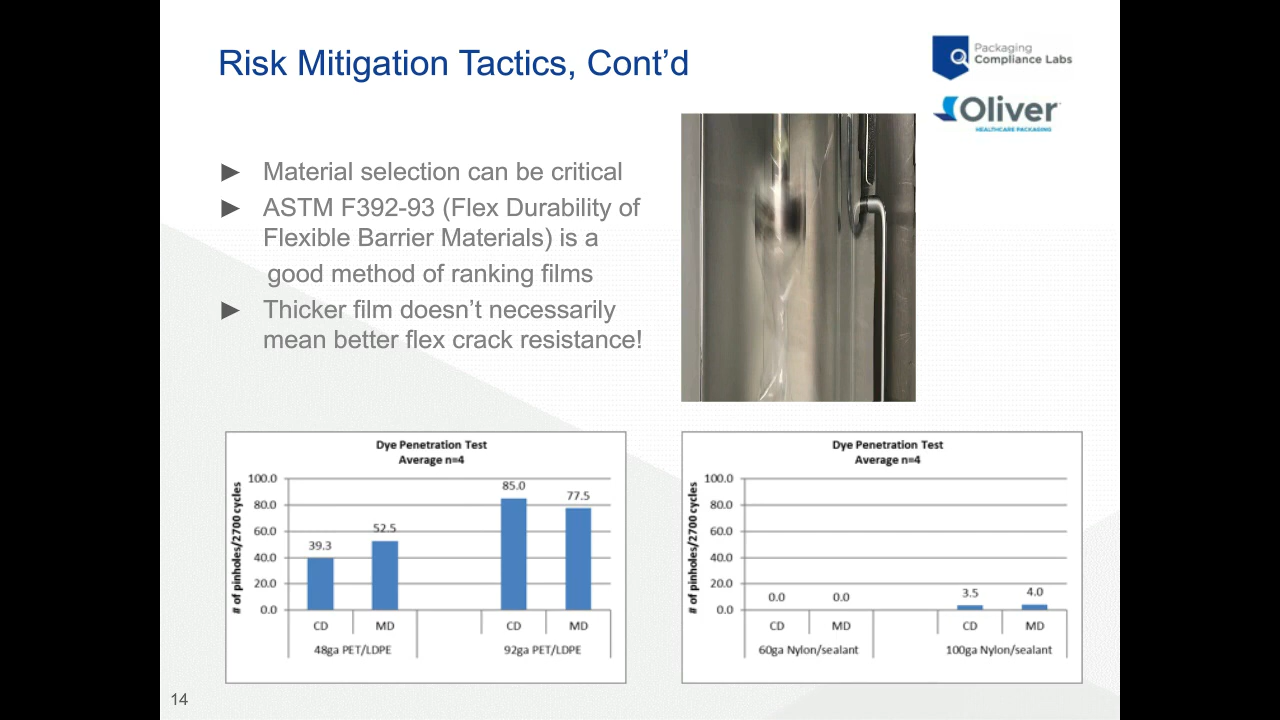 Risk Mitigation Tactics, Cont’d
Packaging
Compliance Labs
Oliver
HEALTHCARE PACKAGING
► Material selection can be critical
► ASTM F392-93 (Flex Durability of
Flexible Barrier Materials) is a
good method of ranking films
► Thicker film doesn’t necessarily
mean better flex crack resistance!
Dye Penetration Test
Average n=4
# of pinholes/2700 cycles
100.0
80.0
60.0
40.0
20.0
0.0
39.3
52.5
85.0
77.5
CD MD CD MD
48ga PET/LDPE 92ga PET/LDPE
Dye Penetration Test
Average n=4
# of pinholes/2700 cycles
100.0
80.0
60.0
40.0
20.0
0.0
0.0
0.0
3.5
4.0
CD MD CD MD
60ga Nylon/sealant 100ga Nylon/sealant
14